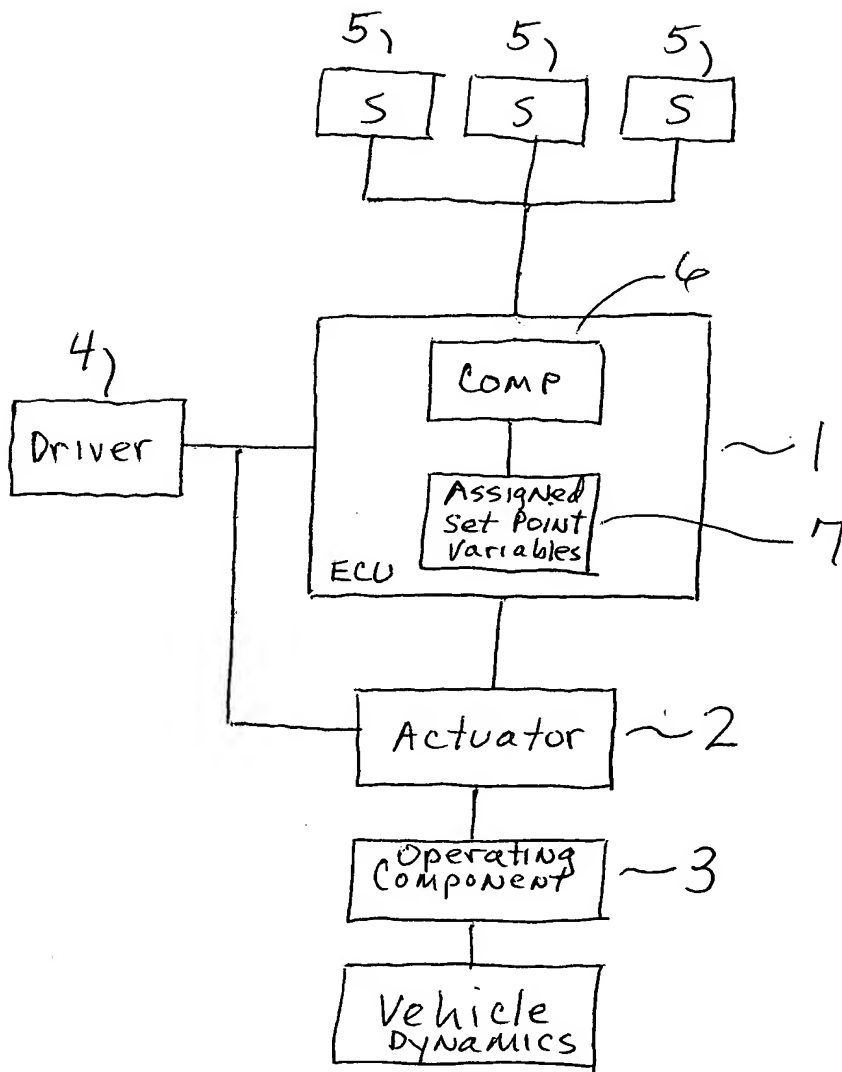 5 5 5
S S S
6
COMP
4
Driver
1
Assigned
Set Point
Variables
7
ECU
Actuator
2
Operating
Component
3
Vehicle
Dynamics